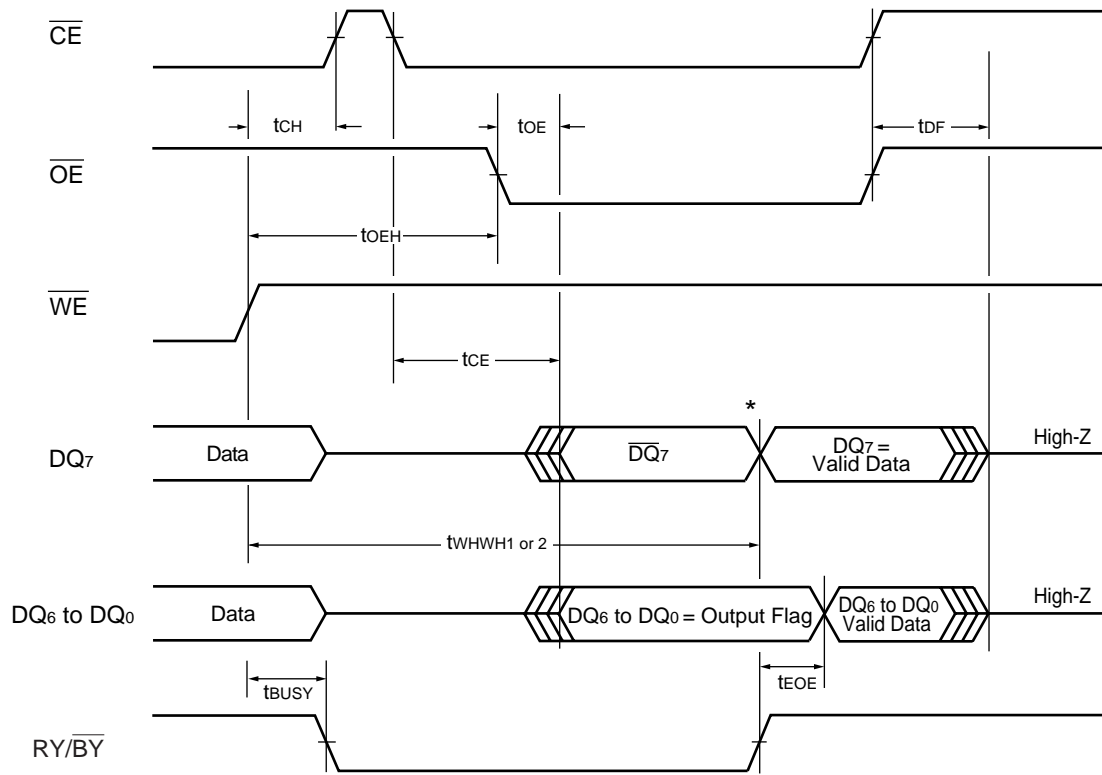 CE
tCH
tOE
tDF
OE
tOEH
WE
tCE
*
DQ7
Data
DQ7
DQ7 =
Valid Data
High-Z
tWHWH1 or 2
DQ6 to DQ0
Data
DQ6 to DQ0 = Output Flag
DQ6 to DQ0
Valid Data
High-Z
tBUSY
tEOE
RY/BY